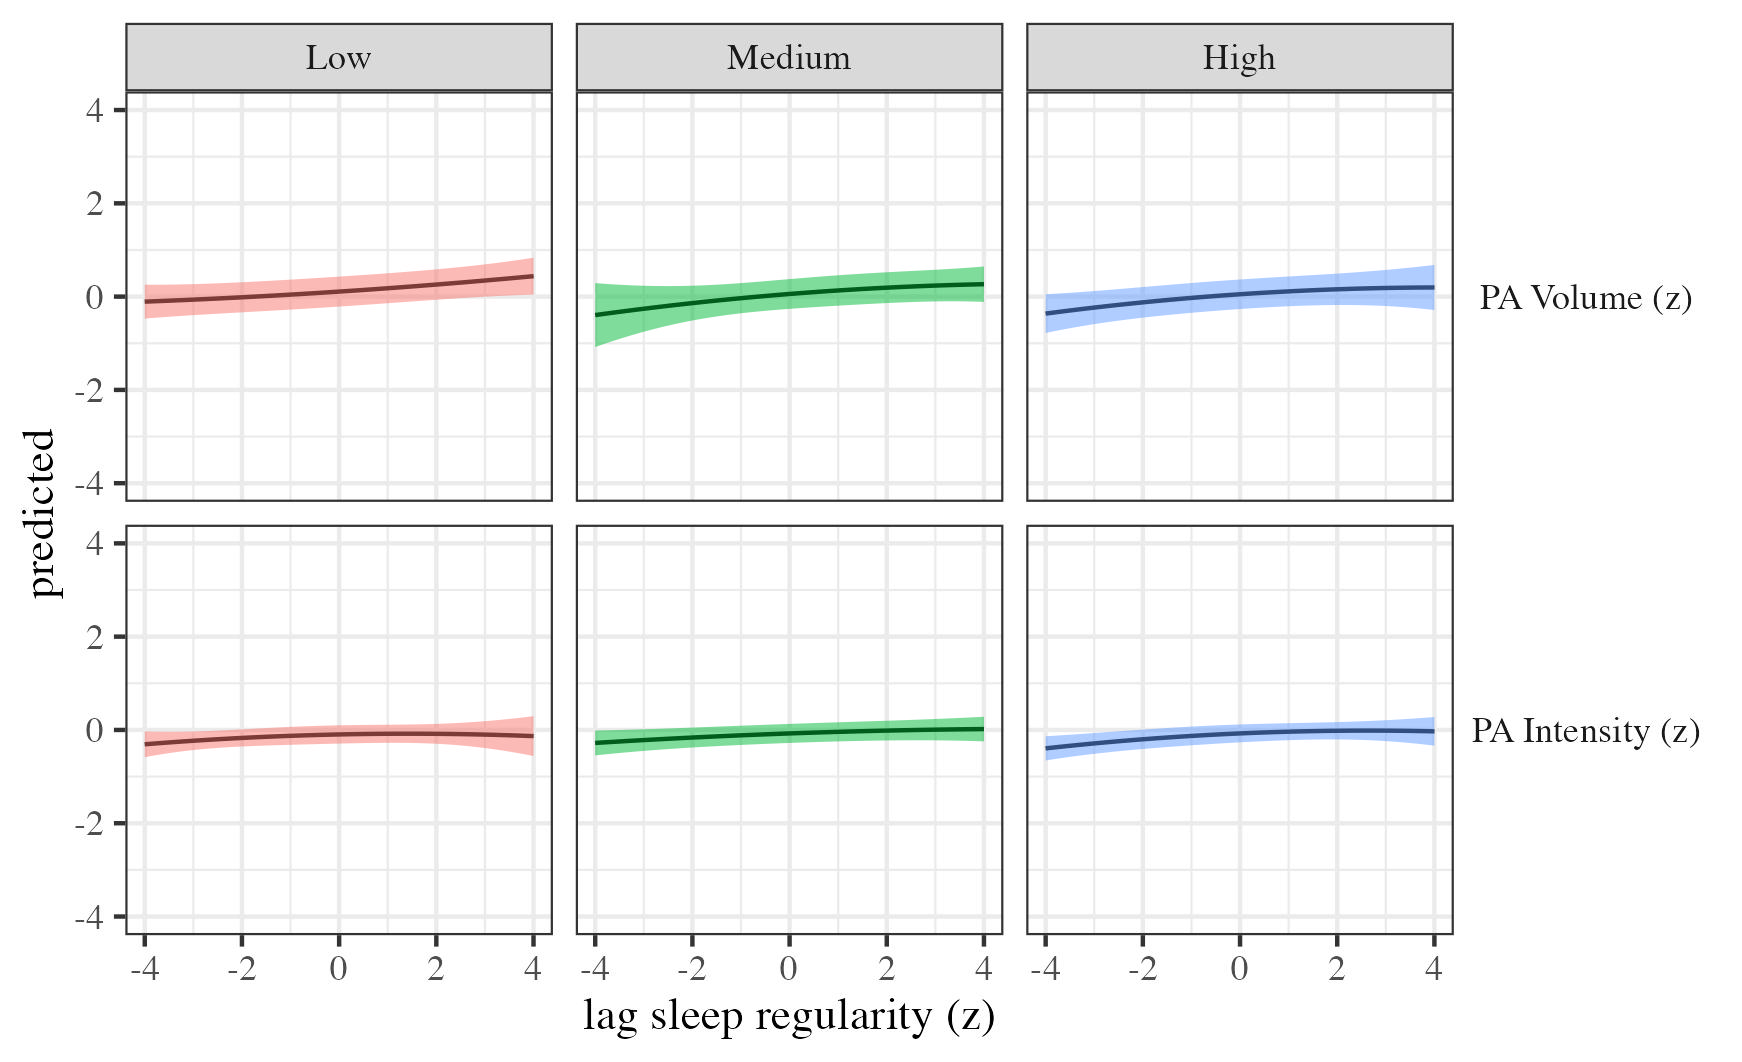 Low Medium High
4
2
0
-2
-4
PA Volume (z)
predicted
4
2
0
-2
-4
PA Intensity (z)
-4 -2 0 2 4 -4 -2 0 2 4 -4 -2 0 2 4
lag sleep regularity (z)